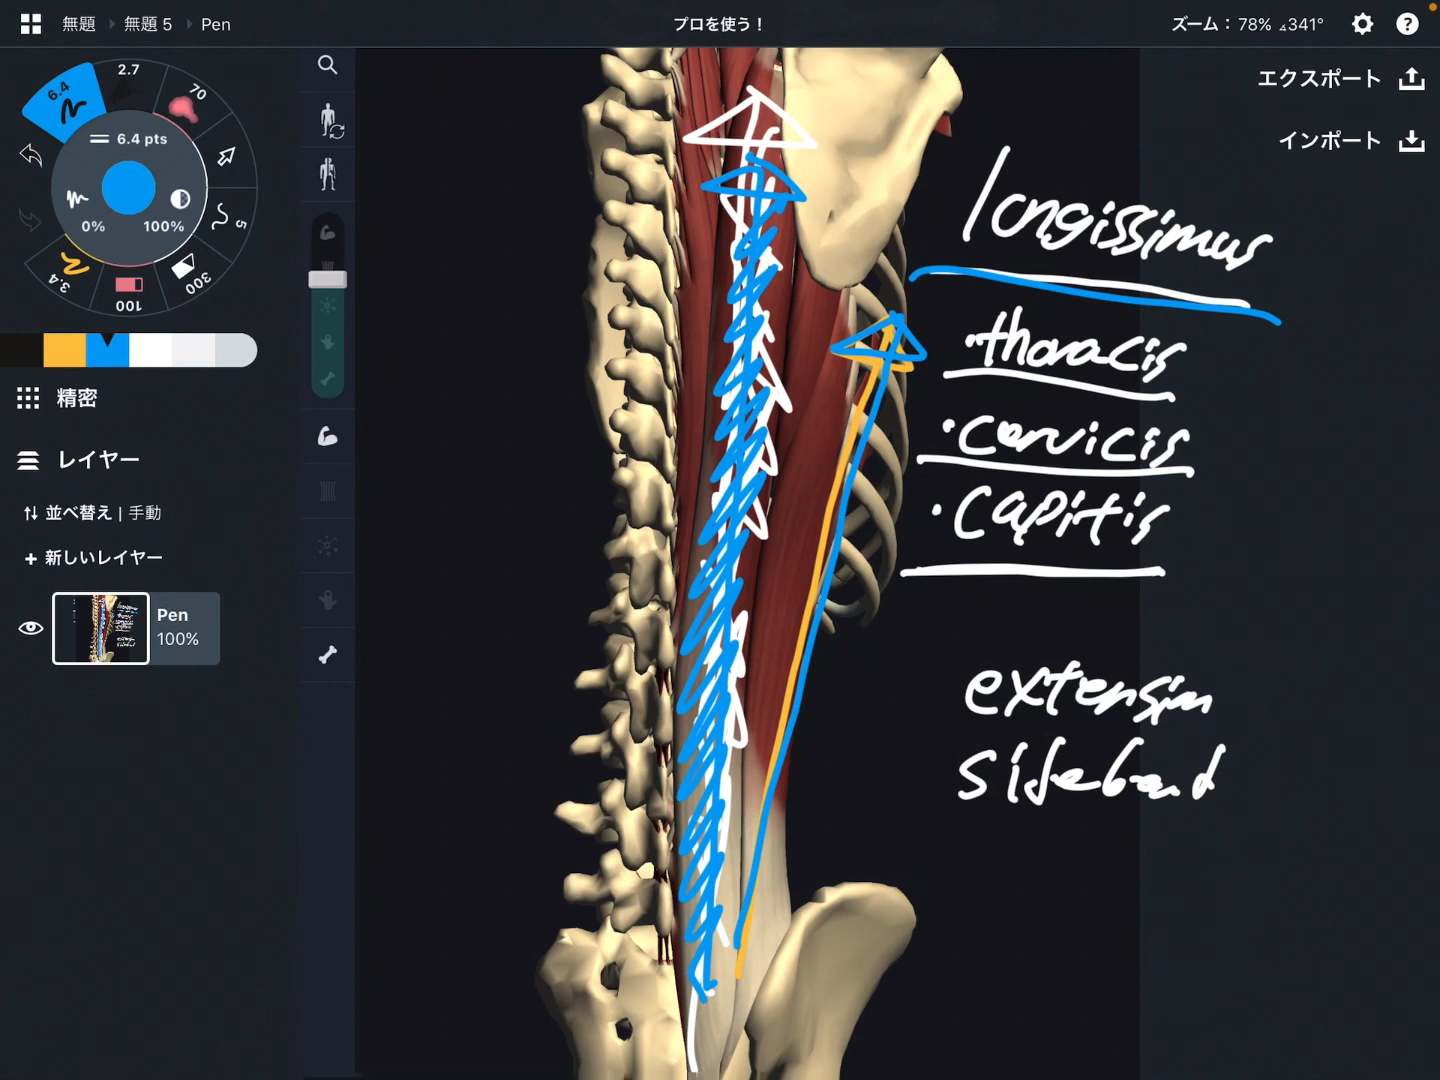 無題 無題 5 Pen
プロを使う！
ズーム：78% ⊿341°
エクスポート
インポート
2.7
6.4
70
6.4 pts
0% 100%
5
3.4
100
300
精密
レイヤー
並べ替え | 手動
+ 新しいレイヤー
Pen
100%
longissimus
・thoracis
・cervicis
・capitis
extension
sidebend